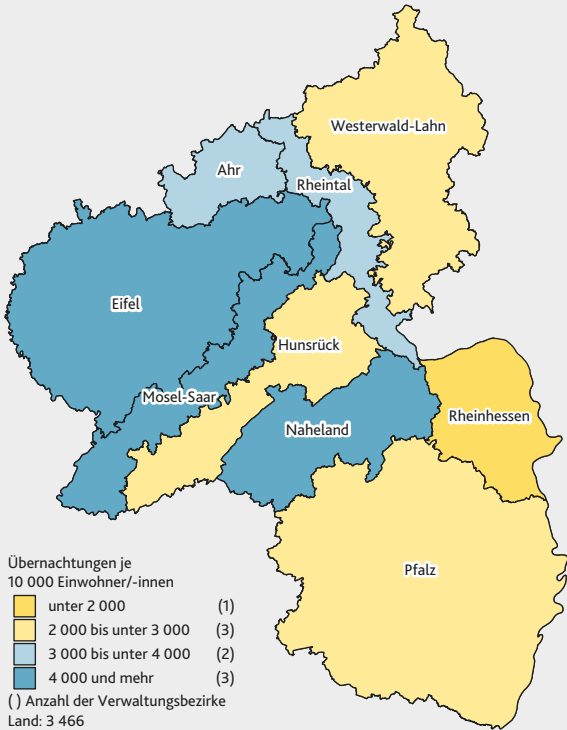 Westerwald-Lahn
Ahr
Rheintal
Eifel
Hunsrück
Mosel-Saar
Naheland
Rheinhessen
Pfalz
Übernachtungen je
10 000 Einwohner/-innen
unter 2 000 (1)
2 000 bis unter 3 000 (3)
3 000 bis unter 4 000 (2)
4 000 und mehr (3)
( ) Anzahl der Verwaltungsbezirke
Land: 3 466